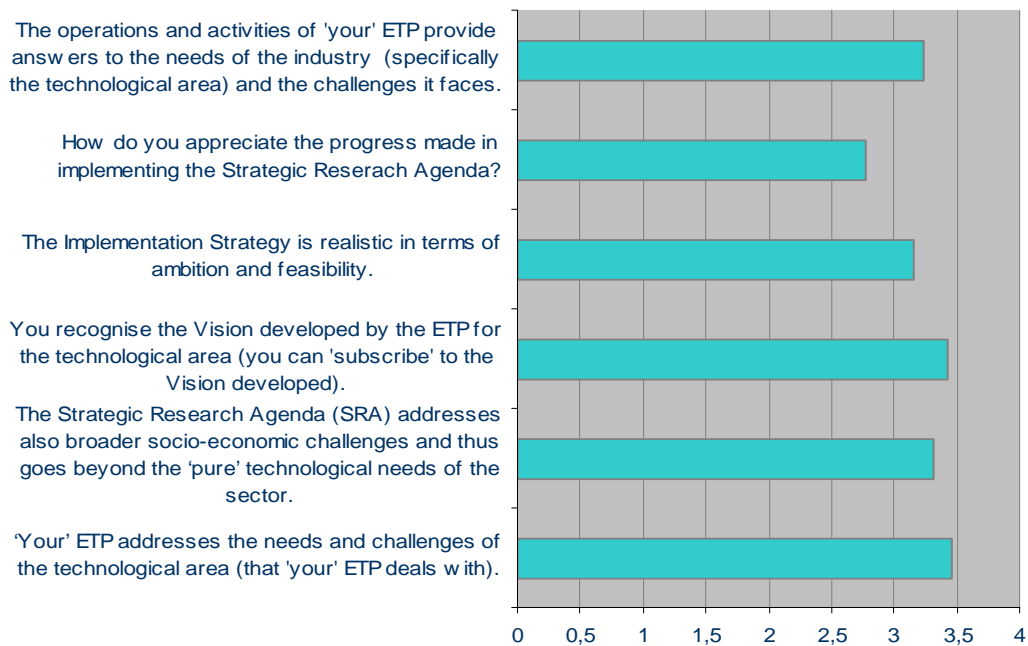 The operations and activities of 'your' ETP provide
answers to the needs of the industry (specifically
the technological area) and the challenges it faces.
How do you appreciate the progress made in
implementing the Strategic Reserach Agenda?
The Implementation Strategy is realistic in terms of
ambition and feasibility.
You recognise the Vision developed by the ETP for
the technological area (you can 'subscribe' to the
Vision developed).
The Strategic Research Agenda (SRA) addresses
also broader socio-economic challenges and thus
goes beyond the ‘pure’ technological needs of the
sector.
‘Your’ ETP addresses the needs and challenges of
the technological area (that 'your' ETP deals with).
0 0,5 1 1,5 2 2,5 3 3,5 4